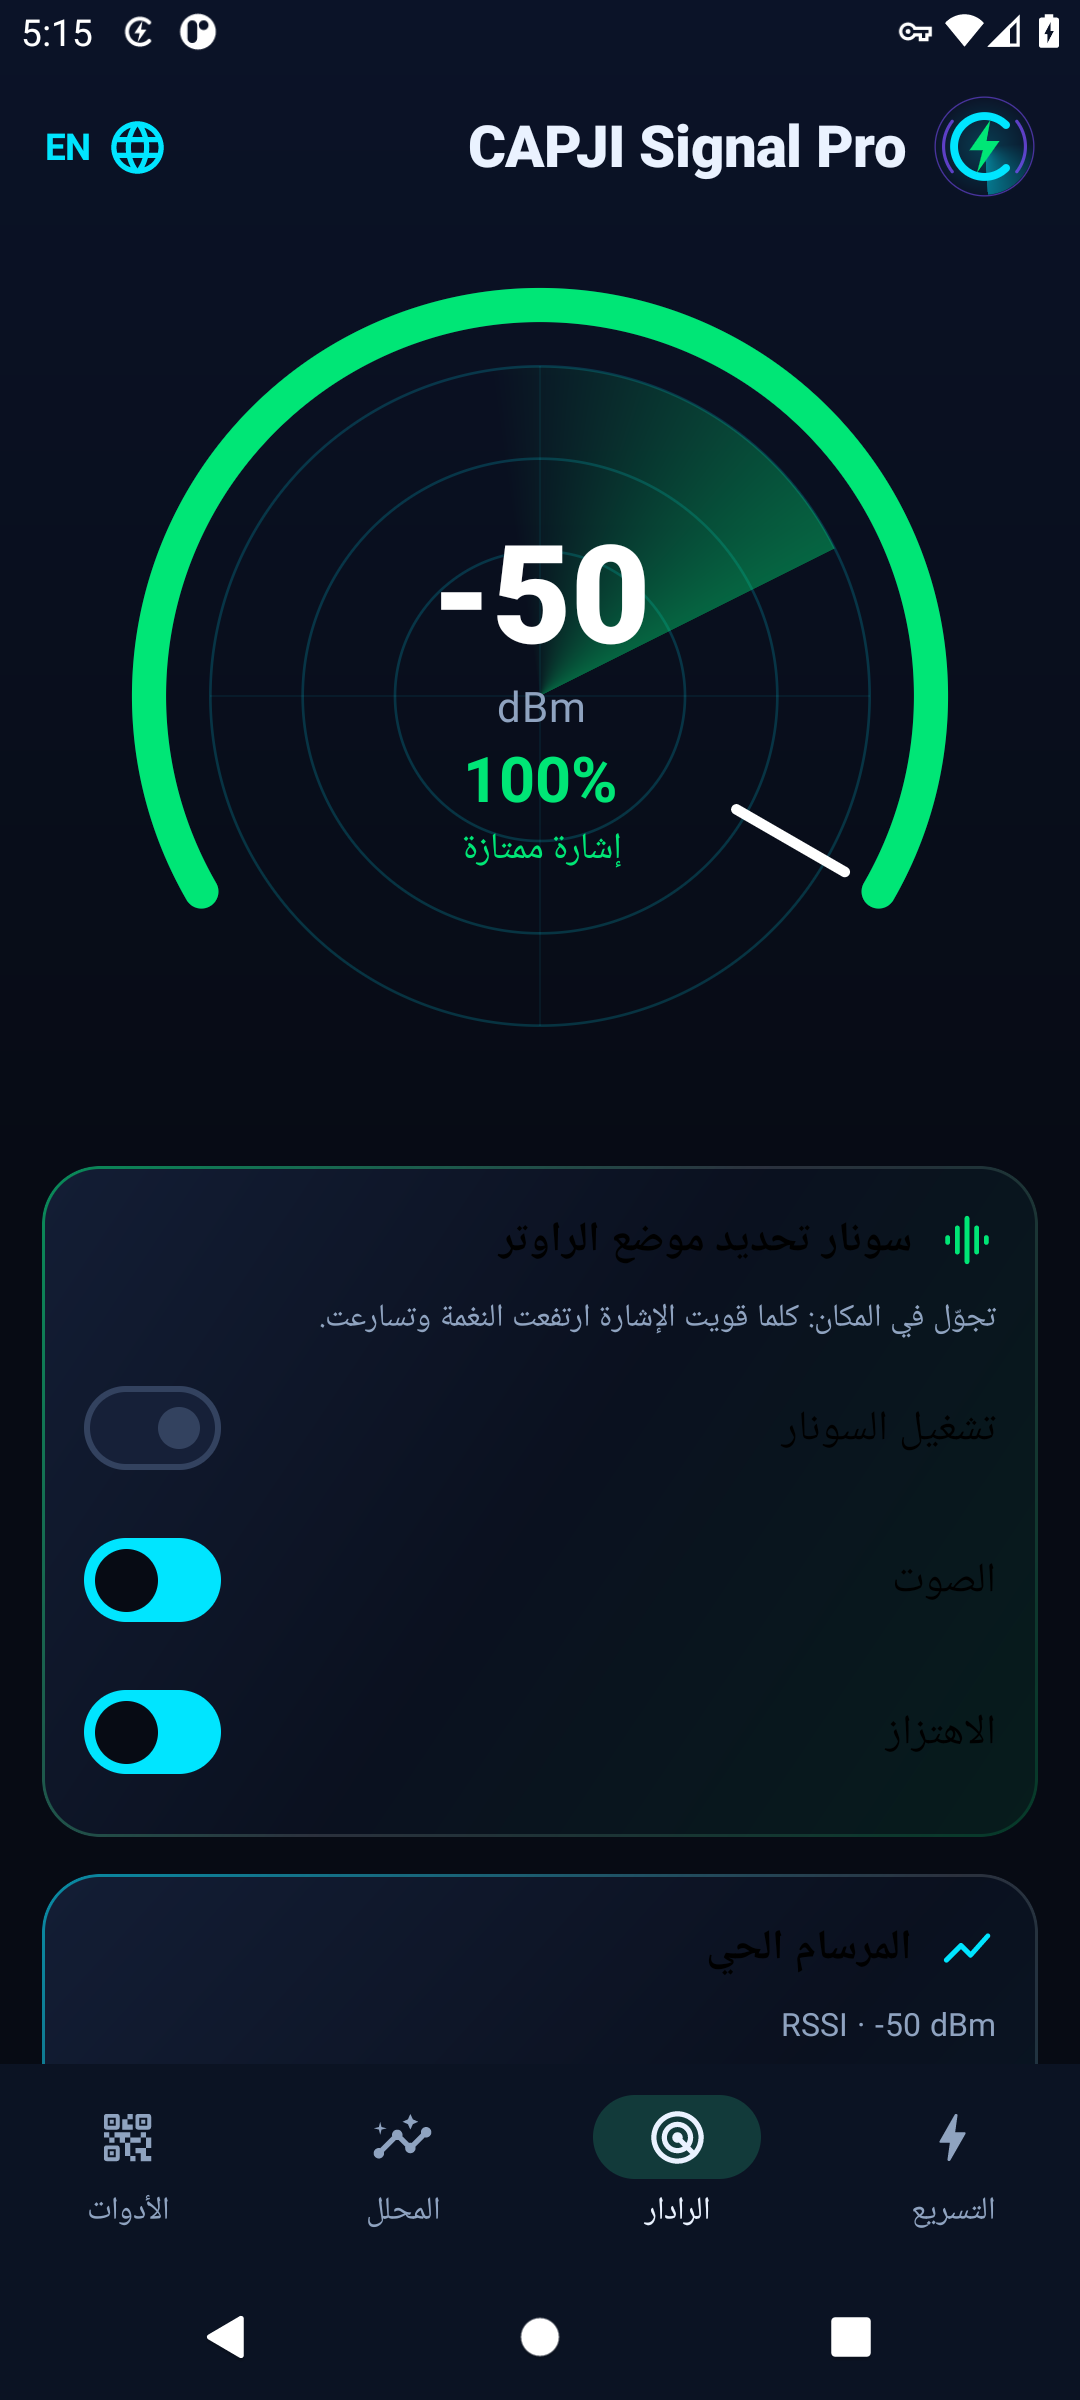 5:15
CAPJI Signal Pro
EN
-50
dBm
100%
إشارة ممتازة
سونار تحديد موضع الراوتر
تجوّل في المكان: كلما قويت الإشارة ارتفعت النغمة وتسارعت.
تشغيل السونار
الصوت
الاهتزاز
المرسام الحي
RSSI · -50 dBm
التسريع
الرادار
المحلل
الأدوات